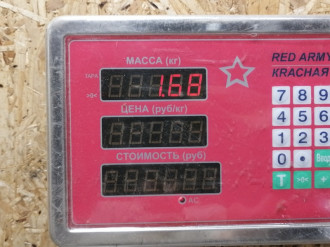 МАССА (кг)
1.68
ЦЕНА (руб/кг)
СТОИМОСТЬ (руб)
AC
RED ARMY
КРАСНАЯ
7 8 9
4 5 6
1 2 3
0 .
T